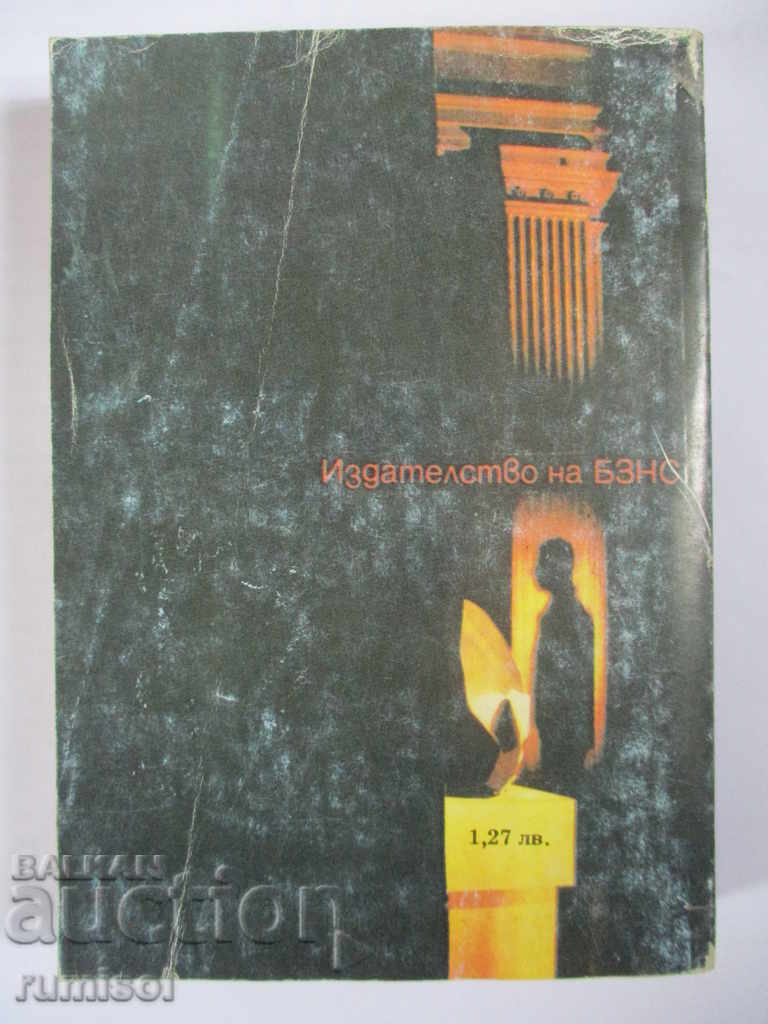 Издателство на БЗНС
1,27 лв.
BALKAN
auction
rumisol